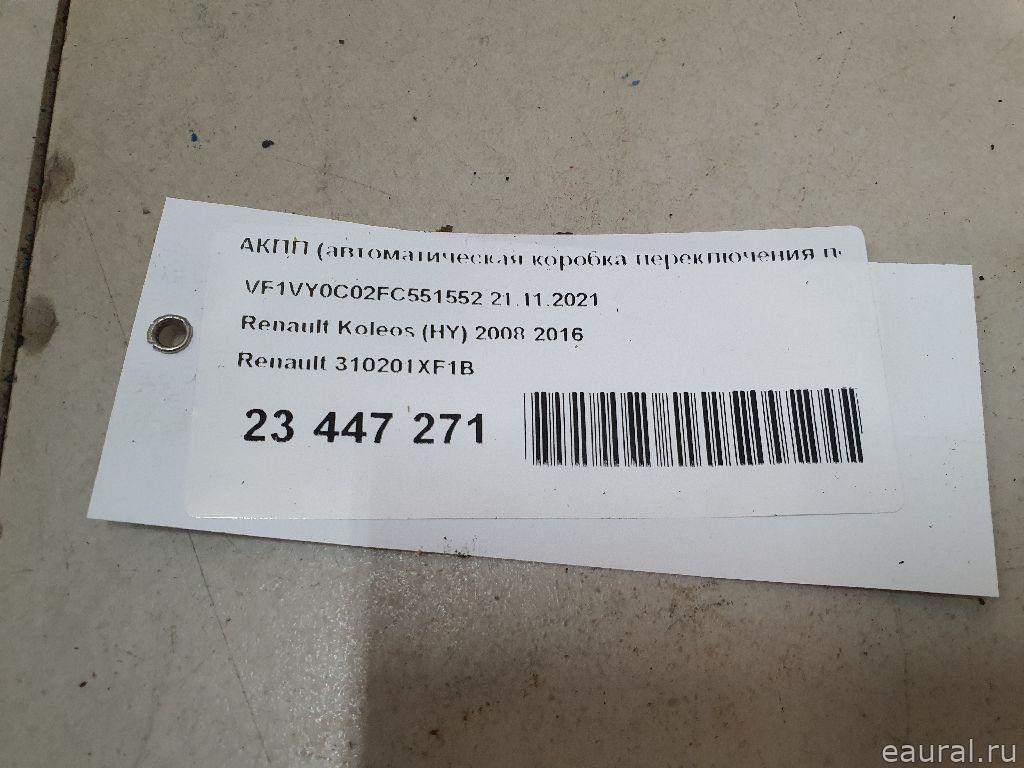 АКПП (автоматическая коробка переключения п
VF1VY0C02FC551552 21.11.2021
Renault Koleos (HY) 2008 2016
Renault 310201XF1B
23 447 271
eaural.ru